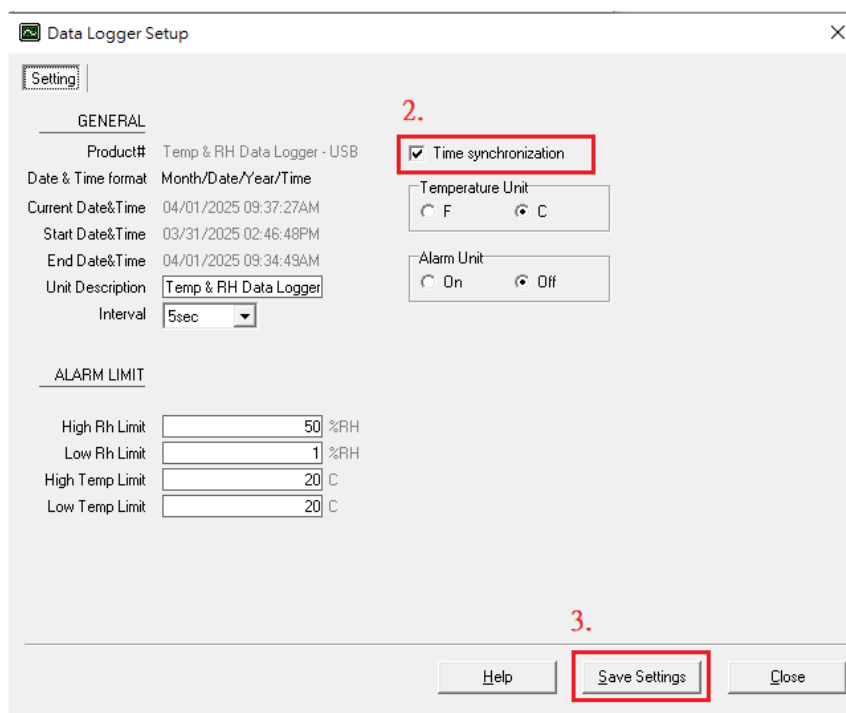 Data Logger Setup
Setting
GENERAL
Product# Temp & RH Data Logger - USB
Date & Time format Month/Date/Year/Time
Current Date&Time 04/01/2025 09:37:27AM
Start Date&Time 03/31/2025 02:46:48PM
End Date&Time 04/01/2025 09:34:49AM
Unit Description Temp & RH Data Logger
Interval 5sec
2.
Time synchronization
Temperature Unit
F C
Alarm Unit
On Off
ALARM LIMIT
High Rh Limit 50 %RH
Low Rh Limit 1 %RH
High Temp Limit 20 C
Low Temp Limit 20 C
3.
Help Save Settings Close